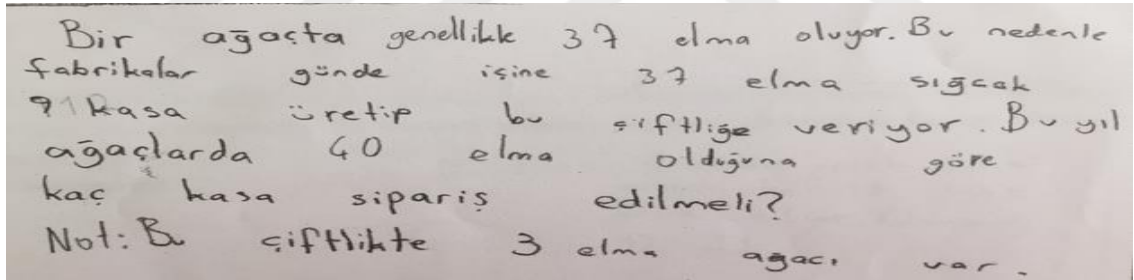 Bir ağaçta genellikle 37 elma oluyor. Bu nedenle
fabrikalar günde içine 37 elma sığcak
91 kasa üretip bu çiftliğe veriyor. Bu yıl
ağaçlarda 40 elma olduğuna göre
kaç kasa sipariş edilmeli?
Not: Bu çiftlikte 3 elma ağacı var.